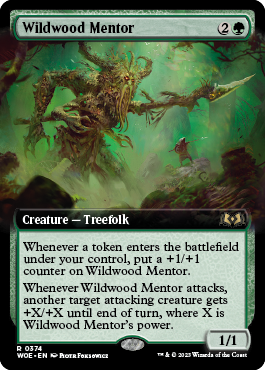 Wildwood Mentor 2
Creature — Treefolk
Whenever a token enters the battlefield
under your control, put a +1/+1
counter on Wildwood Mentor.
Whenever Wildwood Mentor attacks,
another target attacking creature gets
+X/+X until end of turn, where X is
Wildwood Mentor's power.
1/1
R 0374
WOE • EN Piotr Foksowicz
™ & © 2023 Wizards of the Coast